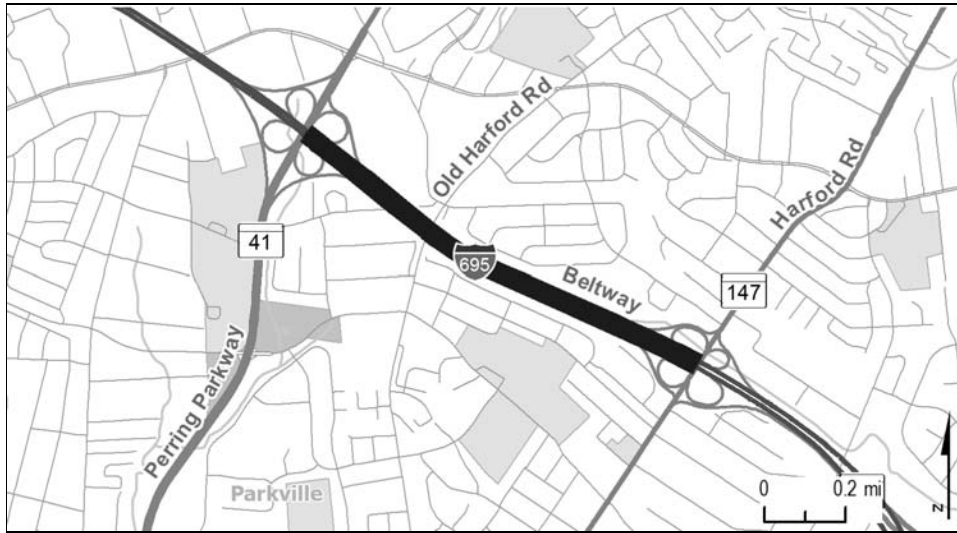 Old Harford Rd
Harford Rd
41
695
Beltway
147
Perring Parkway
Parkville
0
0.2 mi
N